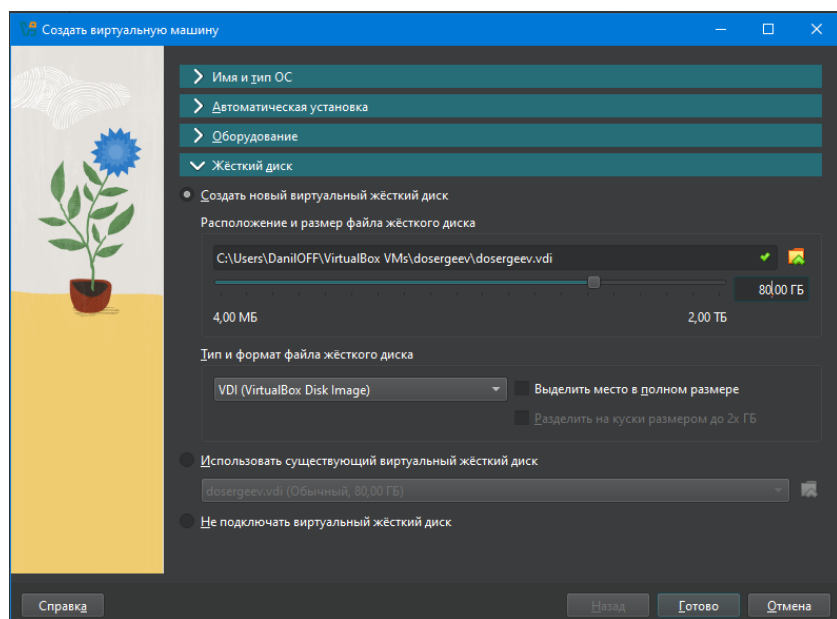 Создать виртуальную машину
Имя и тип ОС
Автоматическая установка
Оборудование
Жёсткий диск
Создать новый виртуальный жёсткий диск
Расположение и размер файла жёсткого диска
C:\Users\DanilOFF\VirtualBox VMs\dosergeev\dosergeev.vdi
80,00 ГБ
4,00 МБ 2,00 ТБ
Тип и формат файла жёсткого диска
VDI (VirtualBox Disk Image) Выделить место в полном размере
Разделить на куски размером до 2х ГБ
Использовать существующий виртуальный жёсткий диск
dosergeev.vdi (Обычный, 80,00 ГБ)
Не подключать виртуальный жёсткий диск
Справка Назад Готово Отмена